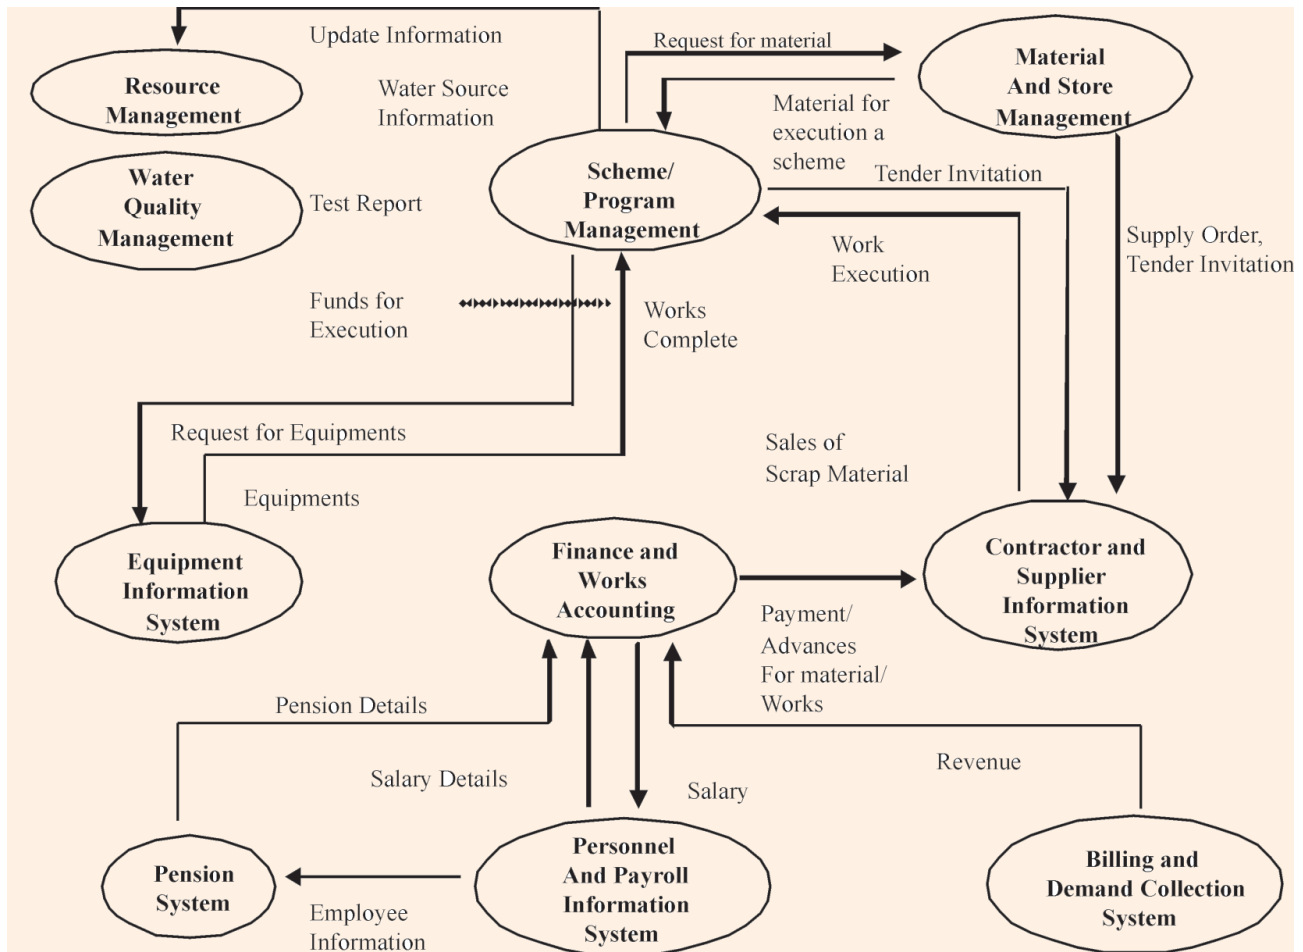 Update Information
Request for material
Resource
Management
Water Source
Information
Material
And Store
Management
Material for
execution a
scheme
Water
Quality
Management
Test Report
Scheme/
Program
Management
Tender Invitation
Work
Execution
Supply Order,
Tender Invitation
Funds for
Execution
Works
Complete
Request for Equipments
Equipments
Sales of
Scrap Material
Equipment
Information
System
Finance and
Works
Accounting
Contractor and
Supplier
Information
System
Payment/
Advances
For material/
Works
Pension Details
Salary Details
Salary
Revenue
Pension
System
Employee
Information
Personnel
And Payroll
Information
System
Billing and
Demand Collection
System